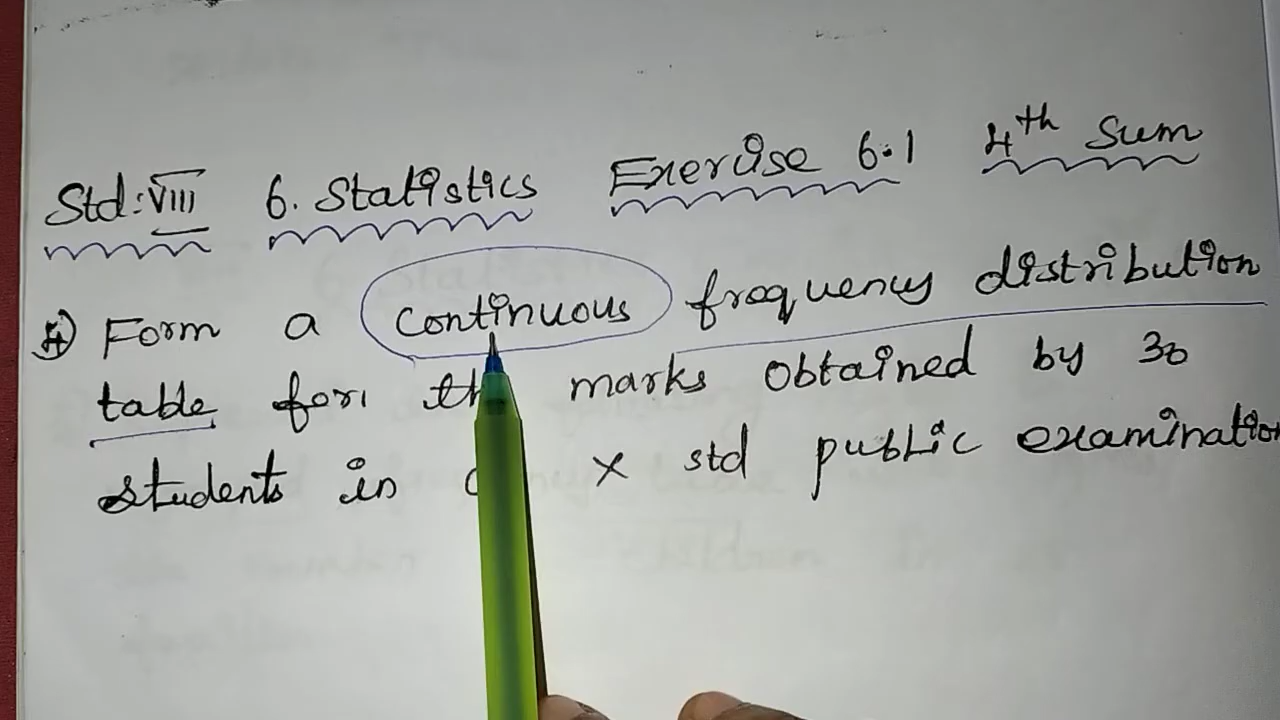 Std: VIII 6. Statistics Exercise 6.1 4th Sum
4) Form a continuous frequency distribution
table for marks obtained by 30
students in X std public examination